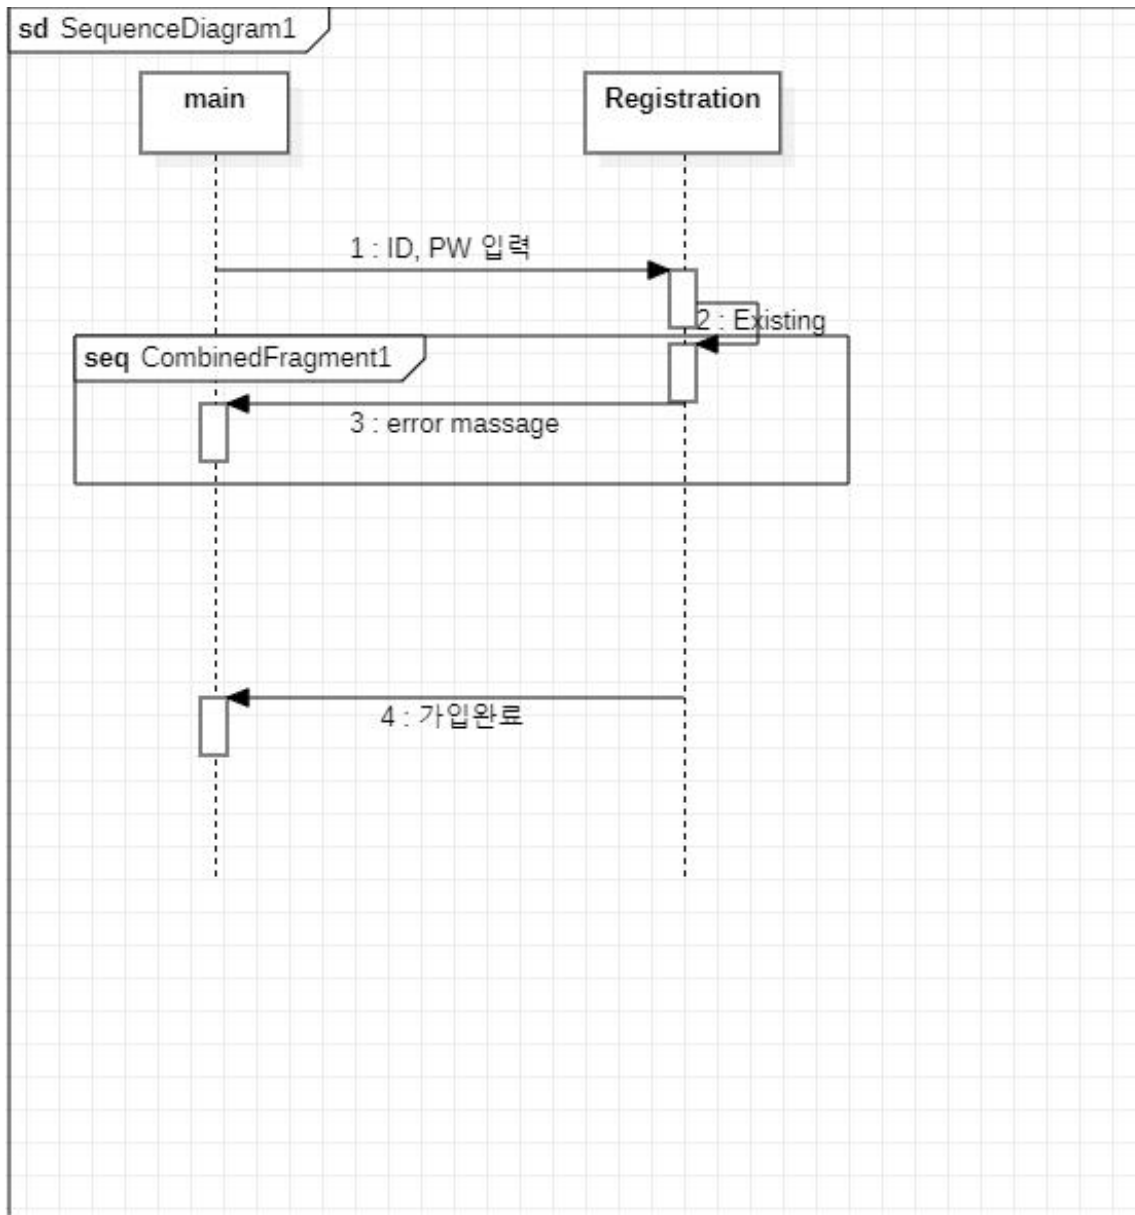 sd SequenceDiagram1
main
Registration
1 : ID, PW 입력
2 : Existing
seq CombinedFragment1
3 : error massage
4 : 가입완료